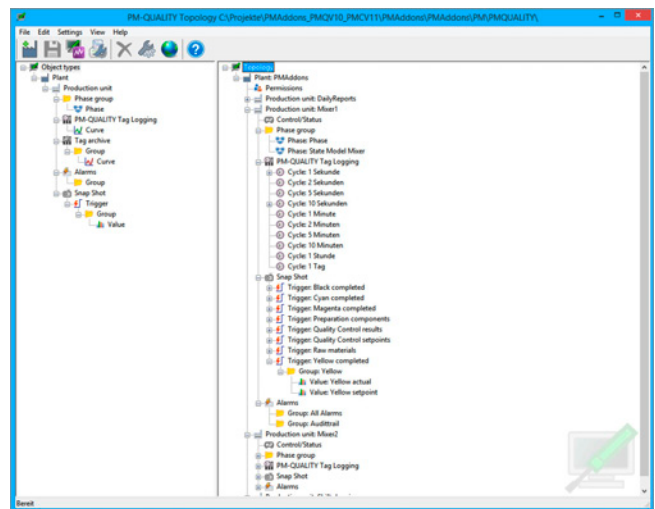 PM-QUALITY Topology C:\Projekte\PMAddons_PMQV10_PMCV11\PMAddons\PMAddons\PM\PMQUALITY\
File Edit Settings View Help
Object types
Plant
Production unit
Phase group
Phase
PM-QUALITY Tag Logging
Curve
Tag archive
Group
Curve
Alarms
Group
Snap Shot
Trigger
Group
Value
Topology
Plant: PMAddons
Permissions
Production unit: DailyReports
Production unit: Mixer1
Control/Status
Phase group
Phase: Phase
Phase: State Model Mixer
PM-QUALITY Tag Logging
Cycle: 1 Sekunde
Cycle: 2 Sekunden
Cycle: 5 Sekunden
Cycle: 10 Sekunden
Cycle: 1 Minute
Cycle: 2 Minuten
Cycle: 5 Minuten
Cycle: 10 Minuten
Cycle: 1 Stunde
Cycle: 1 Tag
Snap Shot
Trigger: Black completed
Trigger: Cyan completed
Trigger: Magenta completed
Trigger: Preparation components
Trigger: Quality Control results
Trigger: Quality Control setpoints
Trigger: Raw materials
Trigger: Yellow completed
Group: Yellow
Value: Yellow actual
Value: Yellow setpoint
Alarms
Group: All Alarms
Group: Audittrail
Production unit: Mixer2
Control/Status
Phase group
PM-QUALITY Tag Logging
Snap Shot
Alarms
Bereit